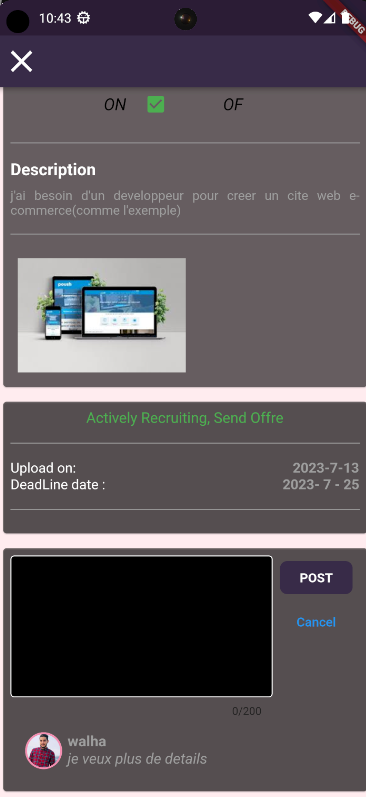 10:43
DEBUG
ON OF
Description
j'ai besoin d'un developpeur pour creer un cite web e-
commerce(comme l'exemple)
Actively Recruiting, Send Offre
Upload on: 2023-7-13
DeadLine date : 2023- 7 - 25
POST
Cancel
0/200
walha
je veux plus de details